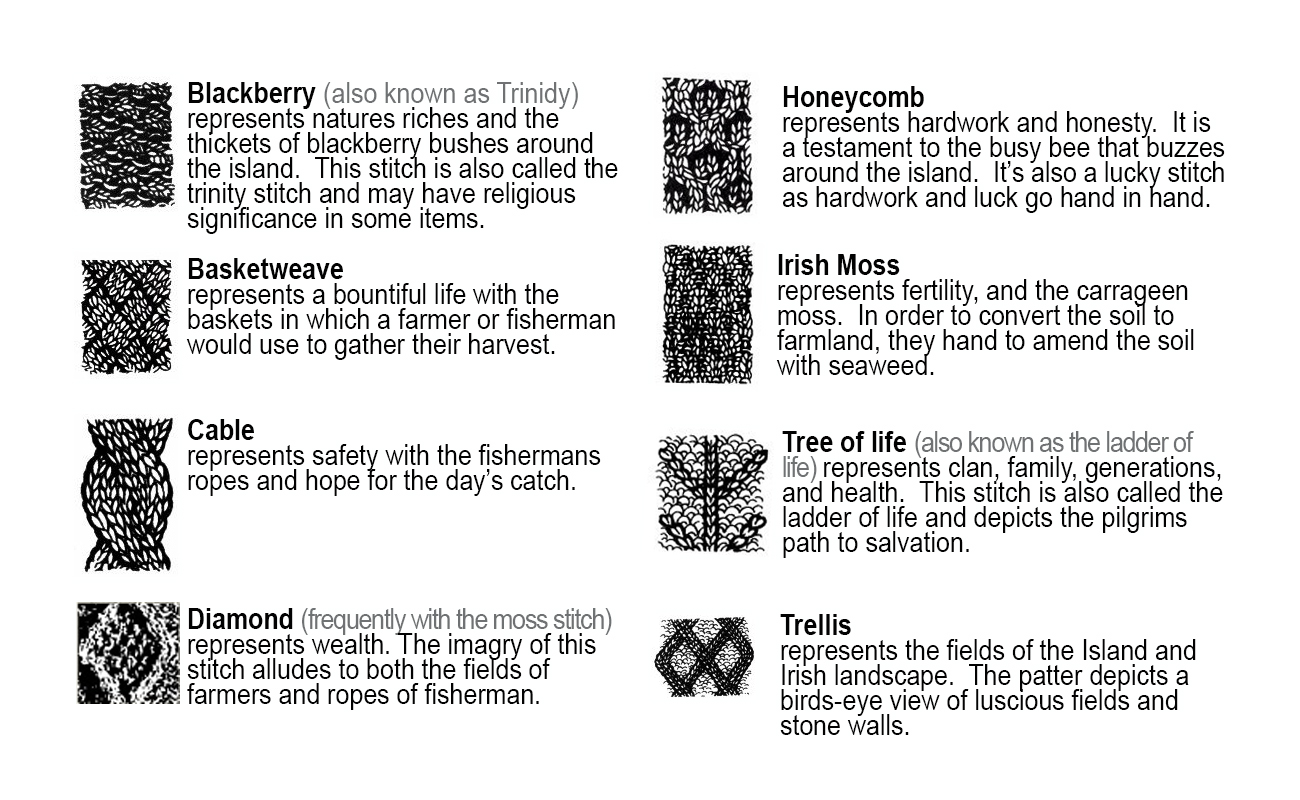 Blackberry (also known as Trinidy)
represents natures riches and the
thickets of blackberry bushes around
the island.  This stitch is also called the
trinity stitch and may have religious
significance in some items.
Basketweave
represents a bountiful life with the
baskets in which a farmer or fisherman
would use to gather their harvest.
Cable
represents safety with the fishermans
ropes and hope for the day's catch.
Diamond (frequently with the moss stitch)
represents wealth. The imagry of this
stitch alludes to both the fields of
farmers and ropes of fisherman.
Honeycomb
represents hardwork and honesty.  It is
a testament to the busy bee that buzzes
around the island.  It's also a lucky stitch
as hardwork and luck go hand in hand.
Irish Moss
represents fertility, and the carrageen
moss.  In order to convert the soil to
farmland, they hand to amend the soil
with seaweed.
Tree of life (also known as the ladder of
life) represents clan, family, generations,
and health.  This stitch is also called the
ladder of life and depicts the pilgrims
path to salvation.
Trellis
represents the fields of the Island and
Irish landscape.  The patter depicts a
birds-eye view of luscious fields and
stone walls.